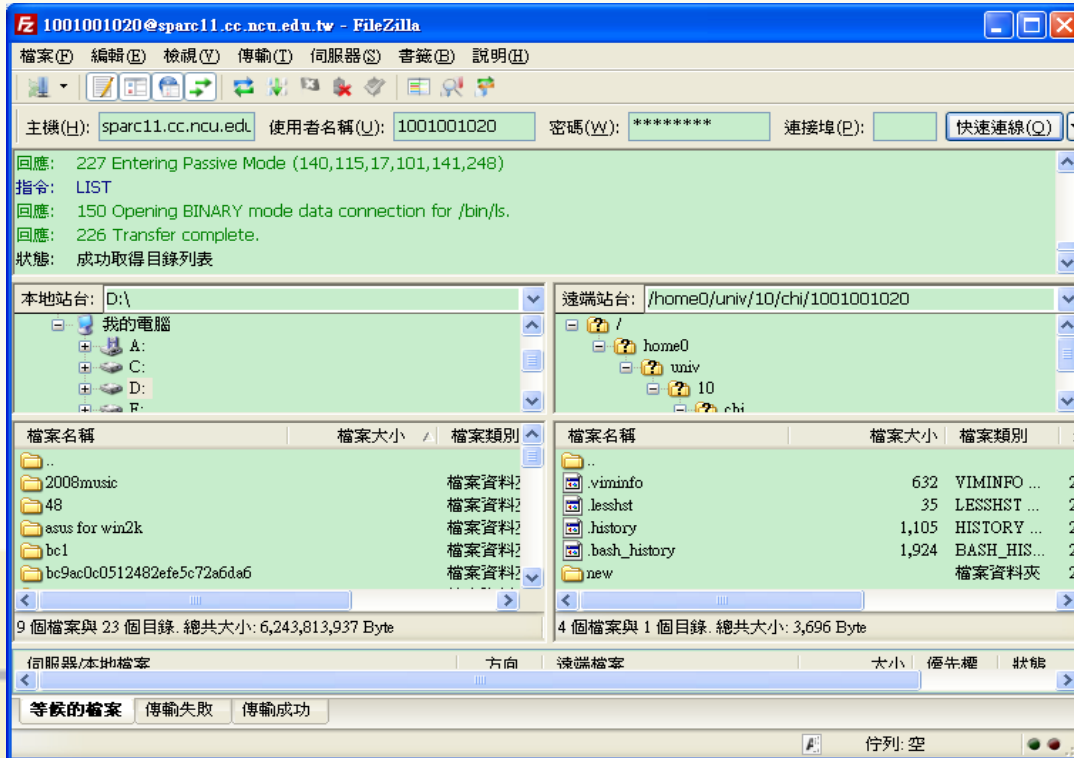 1001001020@sparc11.cc.ncu.edu.tw - FileZilla
檔案(F) 編輯(E) 檢視(V) 傳輸(T) 伺服器(S) 書籤(B) 說明(H)
主機(H): sparc11.cc.ncu.edu 使用者名稱(U): 1001001020 密碼(W): ******** 連接埠(P): 快速連線(Q)
回應: 227 Entering Passive Mode (140,115,17,101,141,248)
指令: LIST
回應: 150 Opening BINARY mode data connection for /bin/ls.
回應: 226 Transfer complete.
狀態: 成功取得目錄列表
本地站台: D:\ 遠端站台: /home0/univ/10/chi/1001001020
我的電腦 /
A: home0
C: univ
D: 10
chi
檔案名稱 檔案大小 檔案類別 檔案名稱 檔案大小 檔案類別
.. ..
2008music 檔案資料 .viminfo 632 VIMINFO ...
48 檔案資料 .lesshst 35 LESSHST ...
asus for win2k 檔案資料 .history 1,105 HISTORY ...
bc1 檔案資料 .bash_history 1,924 BASH_HIS...
bc9ac0c0512482efe5c72a6da6 檔案資料 new 檔案資料夾
9 個檔案與 23 個目錄. 總共大小: 6,243,813,937 Byte 4 個檔案與 1 個目錄. 總共大小: 3,696 Byte
伺服器/本地檔案 方向 遠端檔案 大小 優先權 狀態
等候的檔案 傳輸失敗 傳輸成功
佇列: 空